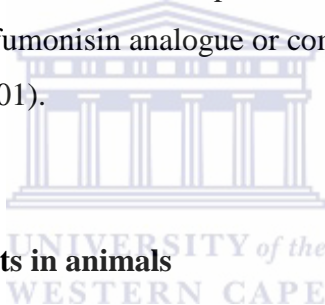 fumonisin analogue or con
01).
ts in animals
UNIVERSITY of the
WESTERN CAPE